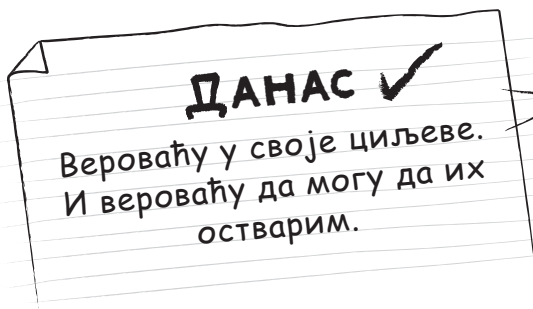 ДАНАС
Вероваћу у своје циљеве.
И вероваћу да могу да их
остварим.